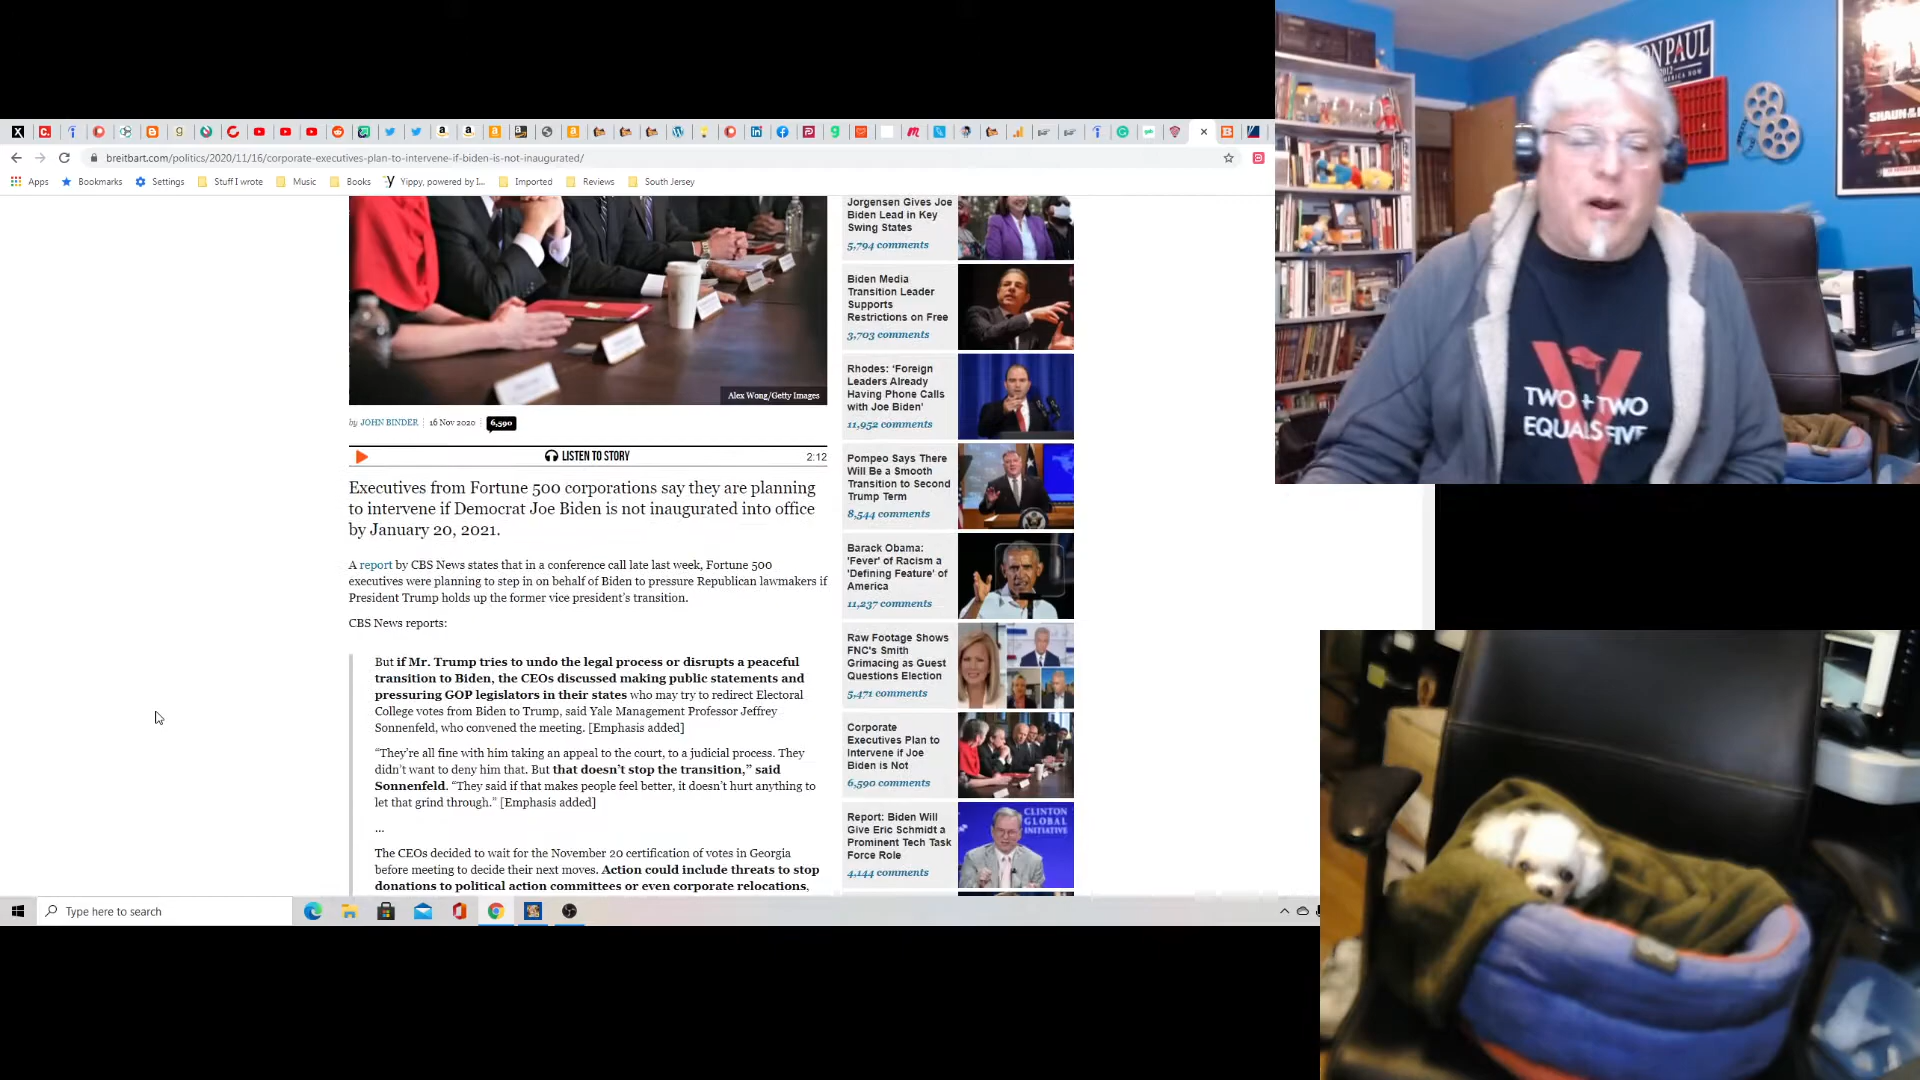 breitbart.com/politics/2020/11/16/corporate-executives-plan-to-intervene-if-biden-is-not-inaugurated/
Apps
Bookmarks
Settings
Stuff I wrote
Music
Books
Yippy, powered by I...
Imported
Reviews
South Jersey
Alex Wong/Getty Images
by JOHN BINDER
16 Nov 2020
6,590
LISTEN TO STORY
2:12
Executives from Fortune 500 corporations say they are planning
to intervene if Democrat Joe Biden is not inaugurated into office
by January 20, 2021.
A report by CBS News states that in a conference call late last week, Fortune 500
executives were planning to step in on behalf of Biden to pressure Republican lawmakers if
President Trump holds up the former vice president's transition.
CBS News reports:
But if Mr. Trump tries to undo the legal process or disrupts a peaceful
transition to Biden, the CEOs discussed making public statements and
pressuring GOP legislators in their states who may try to redirect Electoral
College votes from Biden to Trump, said Yale Management Professor Jeffrey
Sonnenfeld, who convened the meeting. [Emphasis added]
“They're all fine with him taking an appeal to the court, to a judicial process. They
didn't want to deny him that. But that doesn't stop the transition,” said
Sonnenfeld. “They said if that makes people feel better, it doesn't hurt anything to
let that grind through.” [Emphasis added]
...
The CEOs decided to wait for the November 20 certification of votes in Georgia
before meeting to decide their next moves. Action could include threats to stop
donations to political action committees or even corporate relocations,
Jorgensen Gives Joe
Biden Lead in Key
Swing States
5,794 comments
Biden Media
Transition Leader
Supports
Restrictions on Free
3,703 comments
Rhodes: ‘Foreign
Leaders Already
Having Phone Calls
with Joe Biden’
11,952 comments
Pompeo Says There
Will Be a Smooth
Transition to Second
Trump Term
8,544 comments
Barack Obama:
'Fever' of Racism a
'Defining Feature' of
America
11,237 comments
Raw Footage Shows
FNC's Smith
Grimacing as Guest
Questions Election
5,471 comments
Corporate
Executives Plan to
Intervene if Joe
Biden is Not
6,590 comments
Report: Biden Will
Give Eric Schmidt a
Prominent Tech Task
Force Role
4,144 comments
CLINTON
GLOBAL
INITIATIVE
Type here to search
ON PAUL
2012
TWO + TWO
EQUALS FIVE